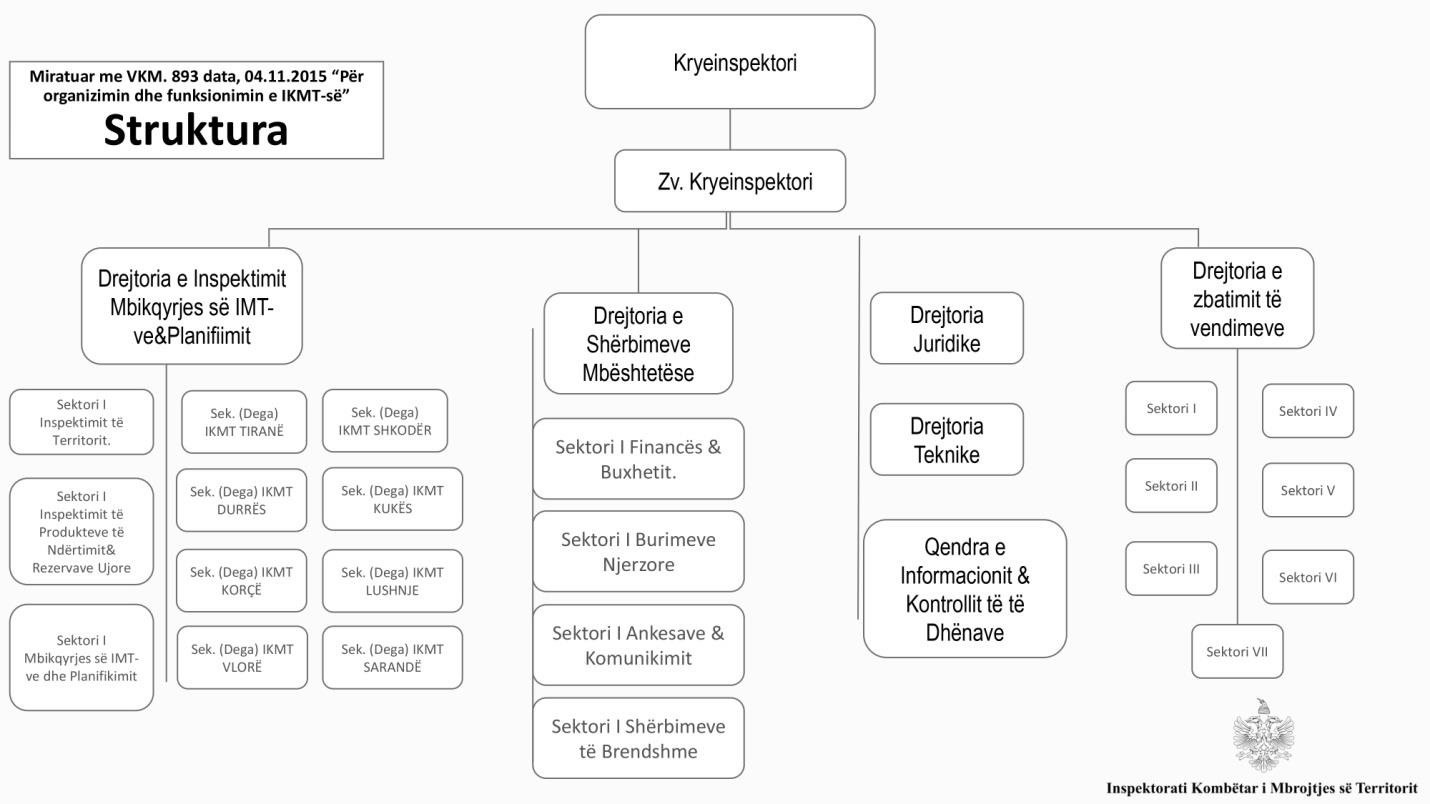 Miratuar me VKM. 893 data, 04.11.2015 “Për
organizimin dhe funksionimin e IKMT-së”
Struktura
Kryeinspektori
Zv. Kryeinspektori
Drejtoria e Inspektimit
Mbikqyrjes së IMT-
ve&Planifiimit
Sektori I
Inspektimit të
Territorit.
Sektori I
Inspektimit të
Produkteve të
Ndërtimit&
Rezervave Ujore
Sektori I
Mbikqyrjes së IMT-
ve dhe Planifikimit
Sek. (Dega)
IKMT TIRANË
Sek. (Dega) IKMT
DURRËS
Sek. (Dega) IKMT
KORÇË
Sek. (Dega) IKMT
VLORË
Sek. (Dega)
IKMT SHKODËR
Sek. (Dega) IKMT
KUKËS
Sek. (Dega) IKMT
LUSHNJE
Sek. (Dega) IKMT
SARANDË
Drejtoria e
Shërbimeve
Mbështetëse
Sektori I Financës &
Buxhetit.
Sektori I Burimeve
Njerzore
Sektori I Ankesave &
Komunikimit
Sektori I Shërbimeve
të Brendshme
Drejtoria
Juridike
Drejtoria
Teknike
Qendra e
Informacionit &
Kontrollit të të
Dhënave
Drejtoria e
zbatimit të
vendimeve
Sektori I
Sektori II
Sektori III
Sektori IV
Sektori V
Sektori VI
Sektori VII
Inspektorati Kombëtar i Mbrojtjes së Territorit